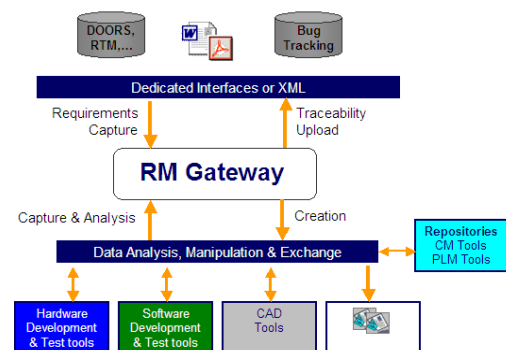 DOORS,
RTM,...
Bug
Tracking
Dedicated Interfaces or XML
Requirements
Capture
Traceability
Upload
RM Gateway
Capture & Analysis
Creation
Data Analysis, Manipulation & Exchange
Repositories
CM Tools
PLM Tools
Hardware
Development
& Test tools
Software
Development
& Test tools
CAD
Tools